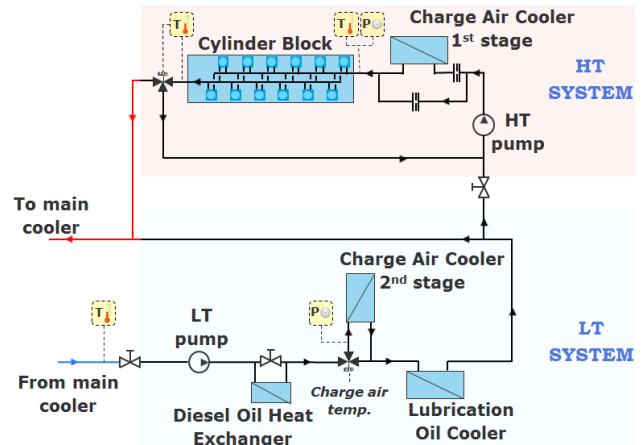 T
T P
Charge Air Cooler
1st stage
Cylinder Block
HT
SYSTEM
HT
pump
To main
cooler
Charge Air Cooler
2nd stage
T
LT
pump
P
LT
SYSTEM
From main
cooler
Diesel Oil Heat
Exchanger
Charge air
temp.
Lubrication
Oil Cooler